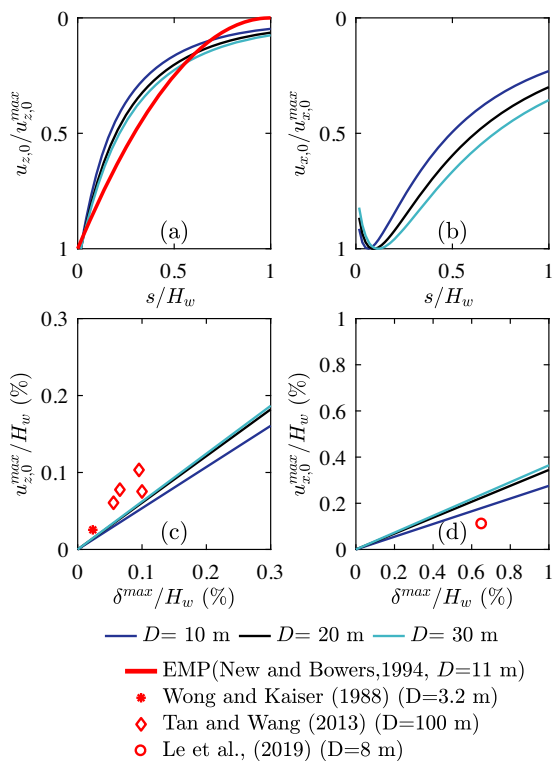 0
0.5
1
0
0.5
1
u_{z,0}/u_{z,0}^{max}
s/H_w
(a)
0
0.5
1
0
0.5
1
u_{x,0}/u_{x,0}^{max}
s/H_w
(b)
0.3
0.2
0.1
0
0
0.1
0.2
0.3
u_{z,0}^{max}/H_w (%)
δ^{max}/H_w (%)
(c)
1
0.8
0.6
0.4
0.2
0
0
0.2
0.4
0.6
0.8
1
u_{x,0}^{max}/H_w (%)
δ^{max}/H_w (%)
(d)
D= 10 m D= 20 m D= 30 m
EMP(New and Bowers,1994, D=11 m)
Wong and Kaiser (1988) (D=3.2 m)
Tan and Wang (2013) (D=100 m)
Le et al., (2019) (D=8 m)